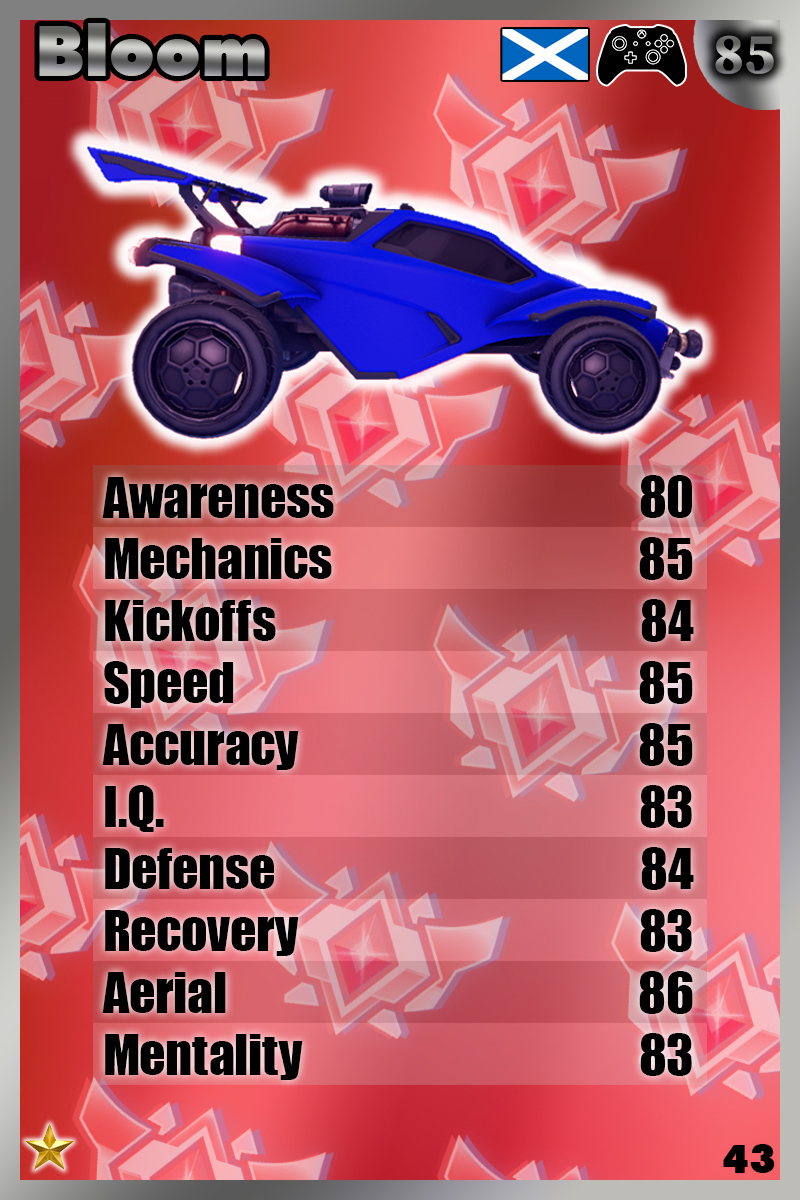 Bloom 85
Awareness 80
Mechanics 85
Kickoffs 84
Speed 85
Accuracy 85
I.Q. 83
Defense 84
Recovery 83
Aerial 86
Mentality 83
43